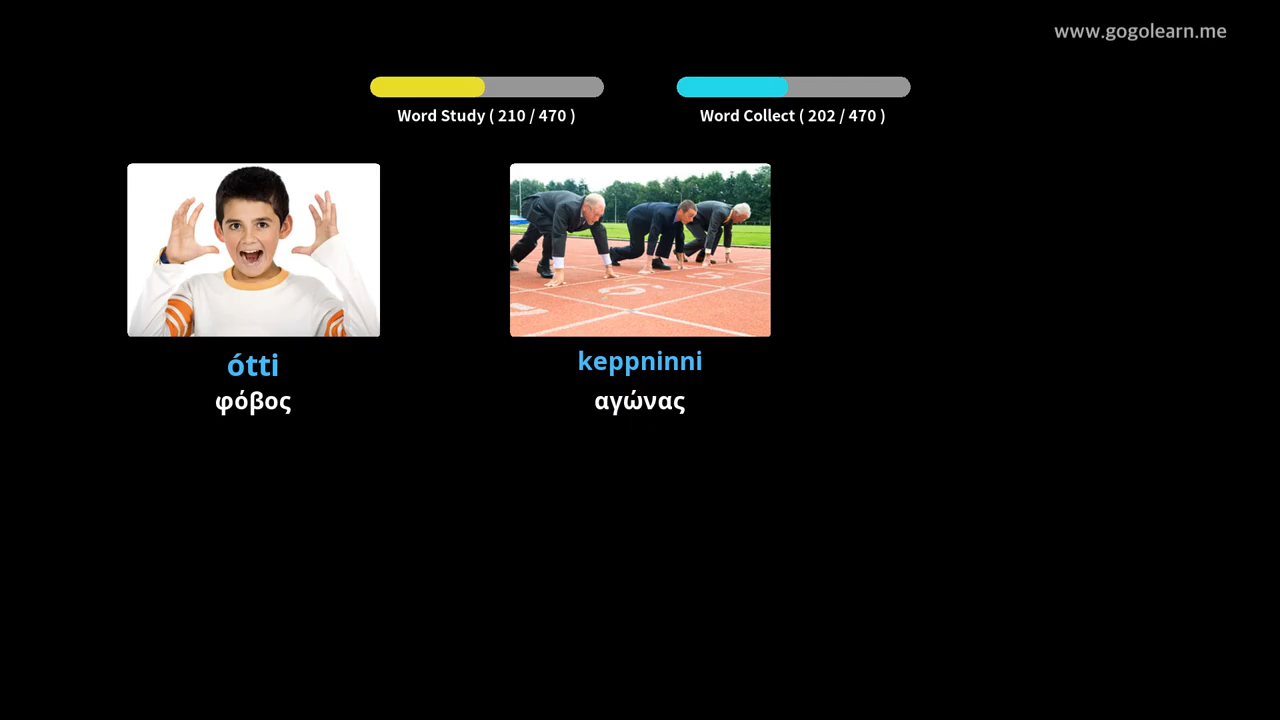 www.gogolearn.me
Word Study ( 210 / 470 )
Word Collect ( 202 / 470 )
ótti
φόβος
keppninni
αγώνας